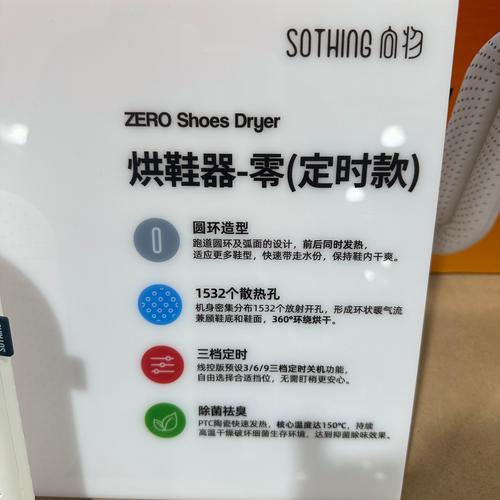 SOTHING 向物
ZERO Shoes Dryer
烘鞋器-零(定时款)
圆环造型
跑道圆环及弧面的设计，前后同时发热，
适应更多鞋型，快速带走水份，保持鞋内干爽。
1532个散热孔
机身密集分布1532个放射开孔，形成环状暖气流
兼顾鞋底和鞋面，360°环绕烘干。
三档定时
线控版预设3/6/9三档定时关机功能，
自由选择合适挡位，无需盯梢更安心。
除菌祛臭
PTC陶瓷快速发热，核心温度达150℃，持续
高温干燥破坏细菌生存环境，达到抑菌除味效果。
SOTHING